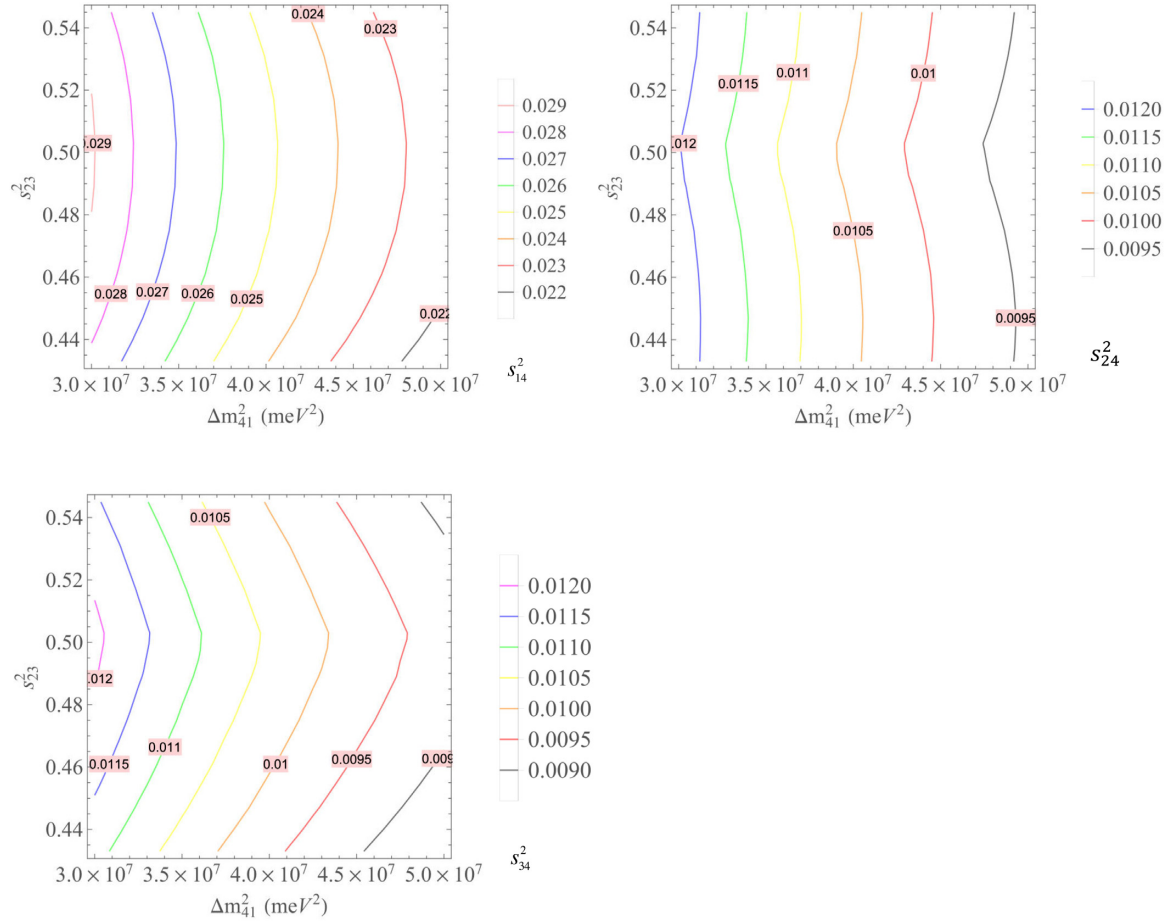 0.54
0.52
0.50
0.48
0.46
0.44
s²₂₃
0.024
0.023
0.029
0.028
0.027
0.026
0.025
0.022
3.0 × 10⁷
3.5 × 10⁷
4.0 × 10⁷
4.5 × 10⁷
5.0 × 10⁷
Δm²₄₁ (meV²)
0.029
0.028
0.027
0.026
0.025
0.024
0.023
0.022
s²₁₄
0.54
0.52
0.50
0.48
0.46
0.44
s²₂₃
0.011
0.01
0.0115
0.012
0.0105
0.0095
3.0 × 10⁷
3.5 × 10⁷
4.0 × 10⁷
4.5 × 10⁷
5.0 × 10⁷
Δm²₄₁ (meV²)
0.0120
0.0115
0.0110
0.0105
0.0100
0.0095
s²₂₄
0.54
0.52
0.50
0.48
0.46
0.44
s²₂₃
0.0105
.012
0.011
0.0115
0.01
0.0095
0.009
3.0 × 10⁷
3.5 × 10⁷
4.0 × 10⁷
4.5 × 10⁷
5.0 × 10⁷
Δm²₄₁ (meV²)
0.0120
0.0115
0.0110
0.0105
0.0100
0.0095
0.0090
s²₃₄